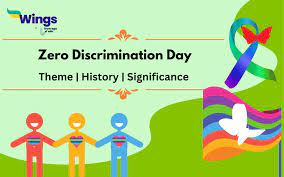 Wings
Zero Discrimination Day
Theme | History | Significance